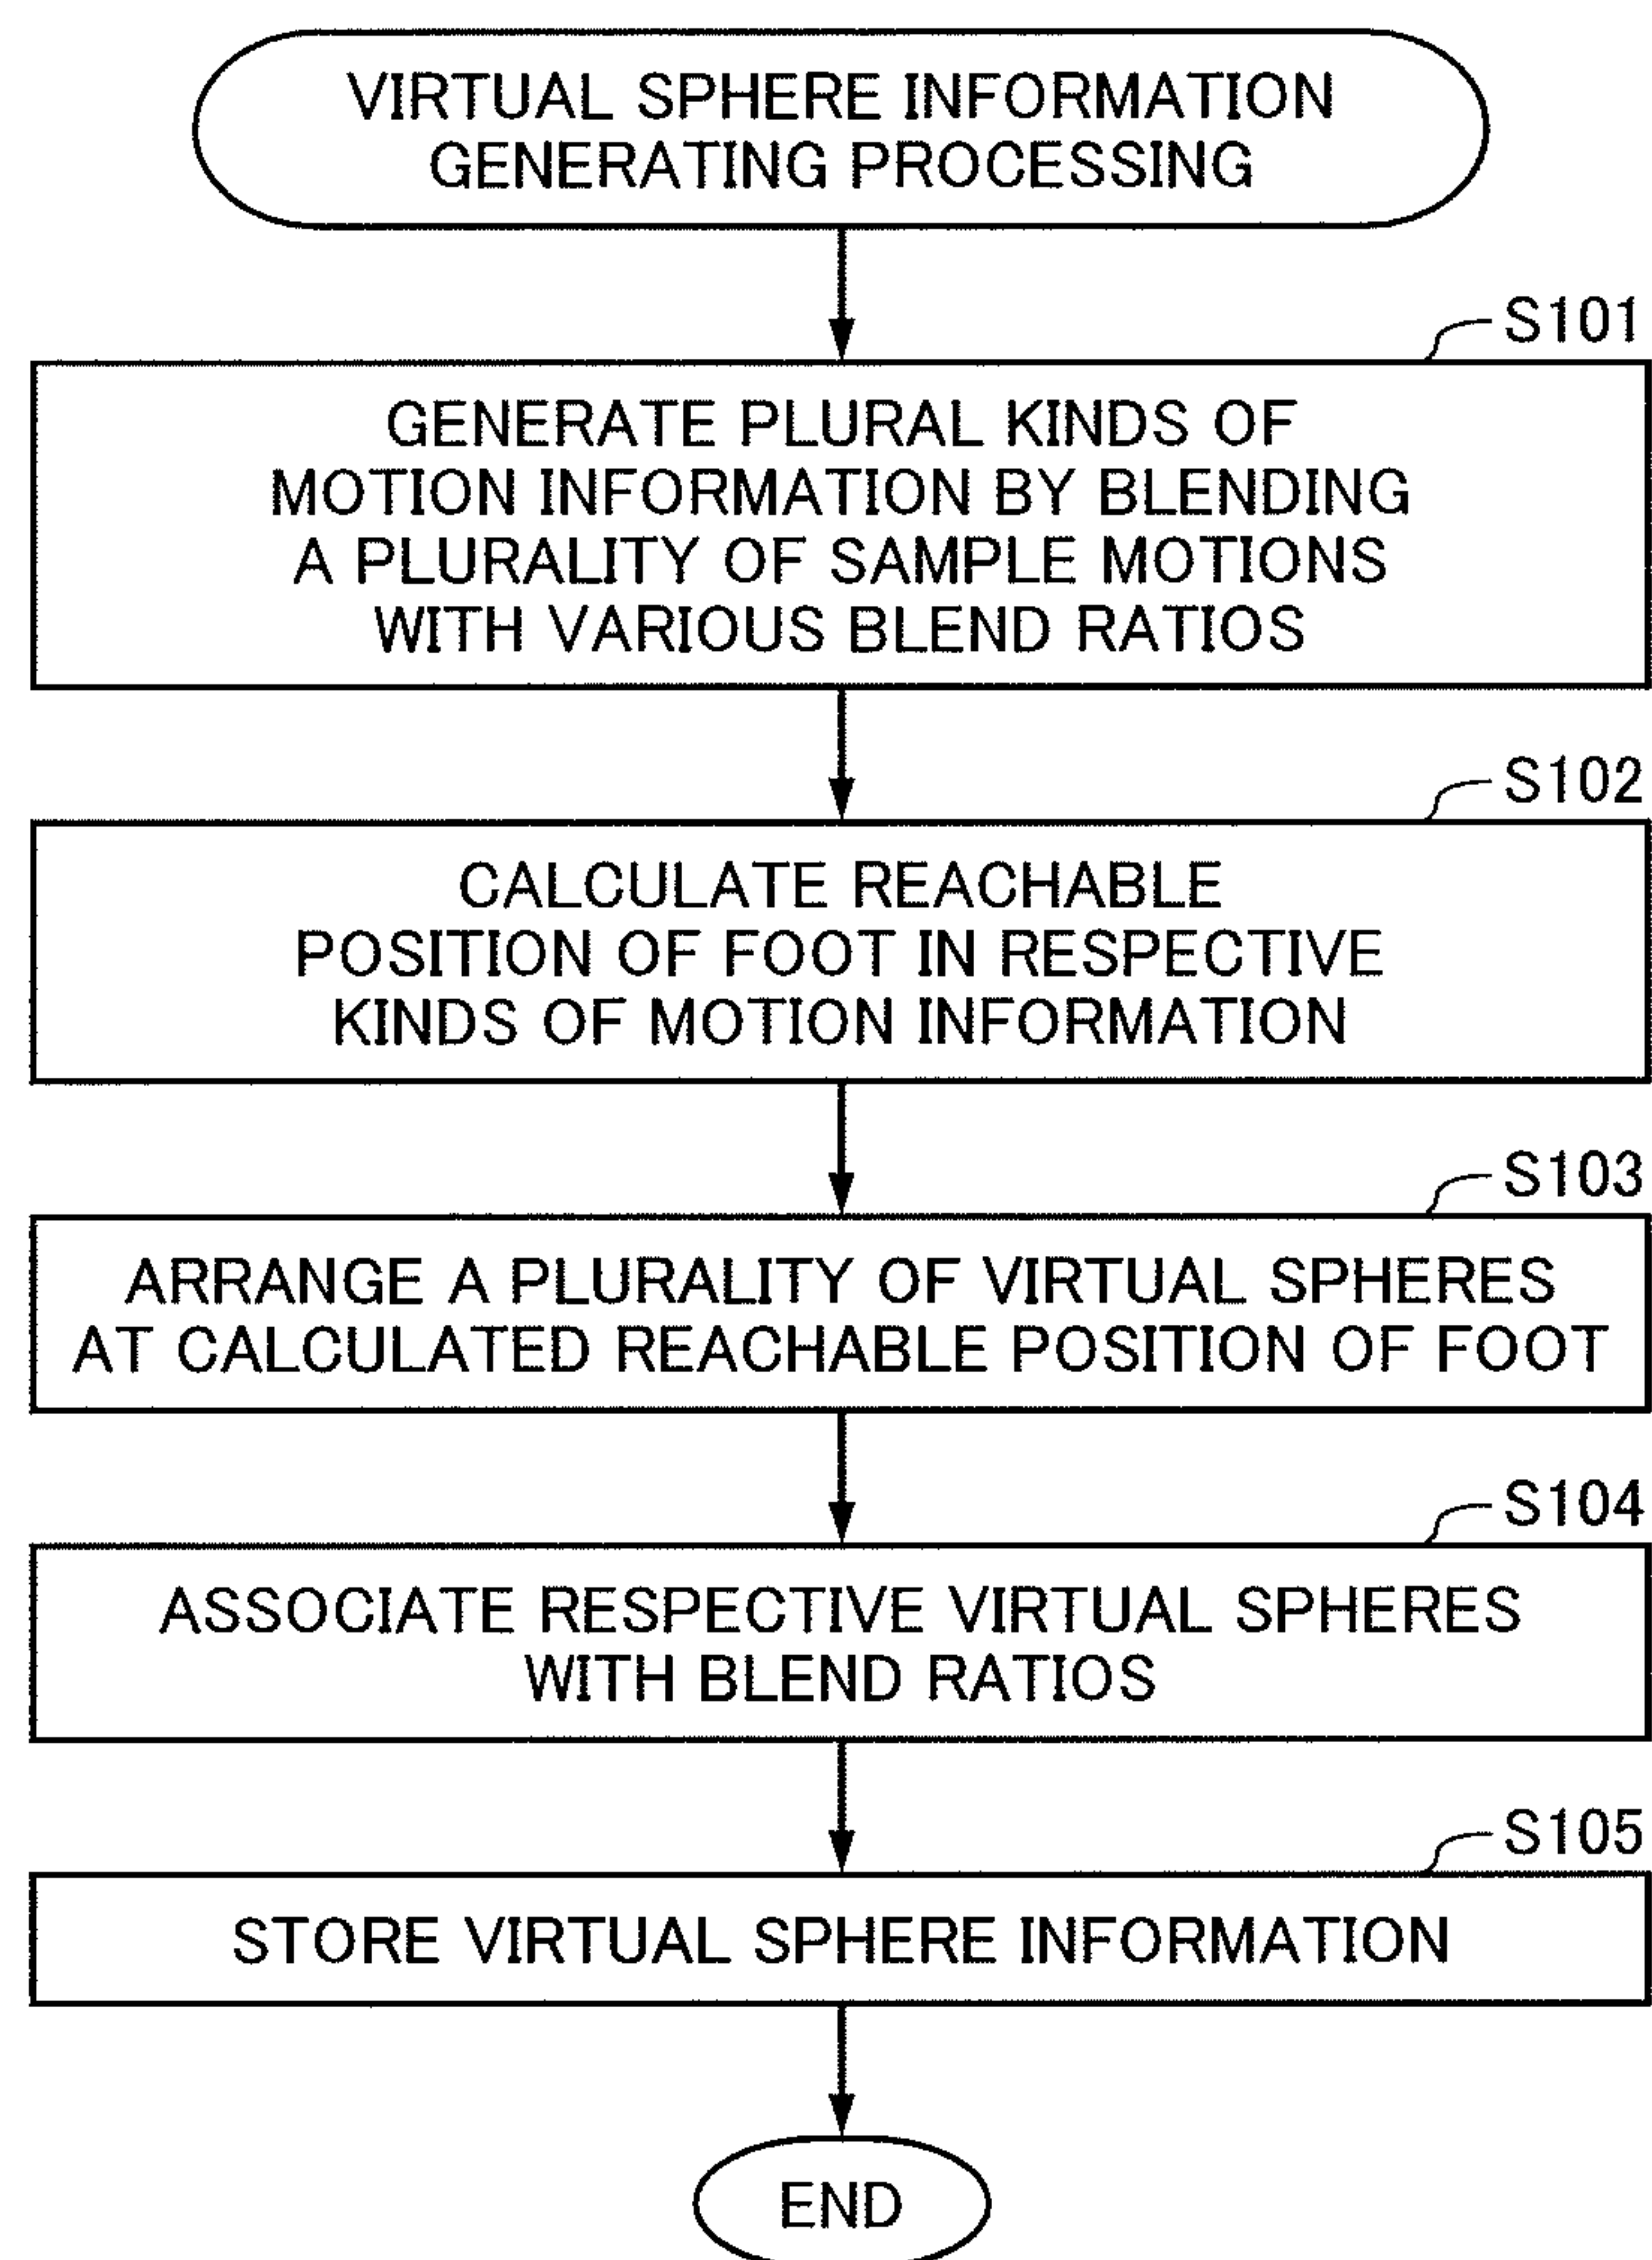 VIRTUAL SPHERE INFORMATION
GENERATING PROCESSING
S101
GENERATE PLURAL KINDS OF
MOTION INFORMATION BY BLENDING
A PLURALITY OF SAMPLE MOTIONS
WITH VARIOUS BLEND RATIOS
S102
CALCULATE REACHABLE
POSITION OF FOOT IN RESPECTIVE
KINDS OF MOTION INFORMATION
S103
ARRANGE A PLURALITY OF VIRTUAL SPHERES
AT CALCULATED REACHABLE POSITION OF FOOT
S104
ASSOCIATE RESPECTIVE VIRTUAL SPHERES
WITH BLEND RATIOS
S105
STORE VIRTUAL SPHERE INFORMATION
END